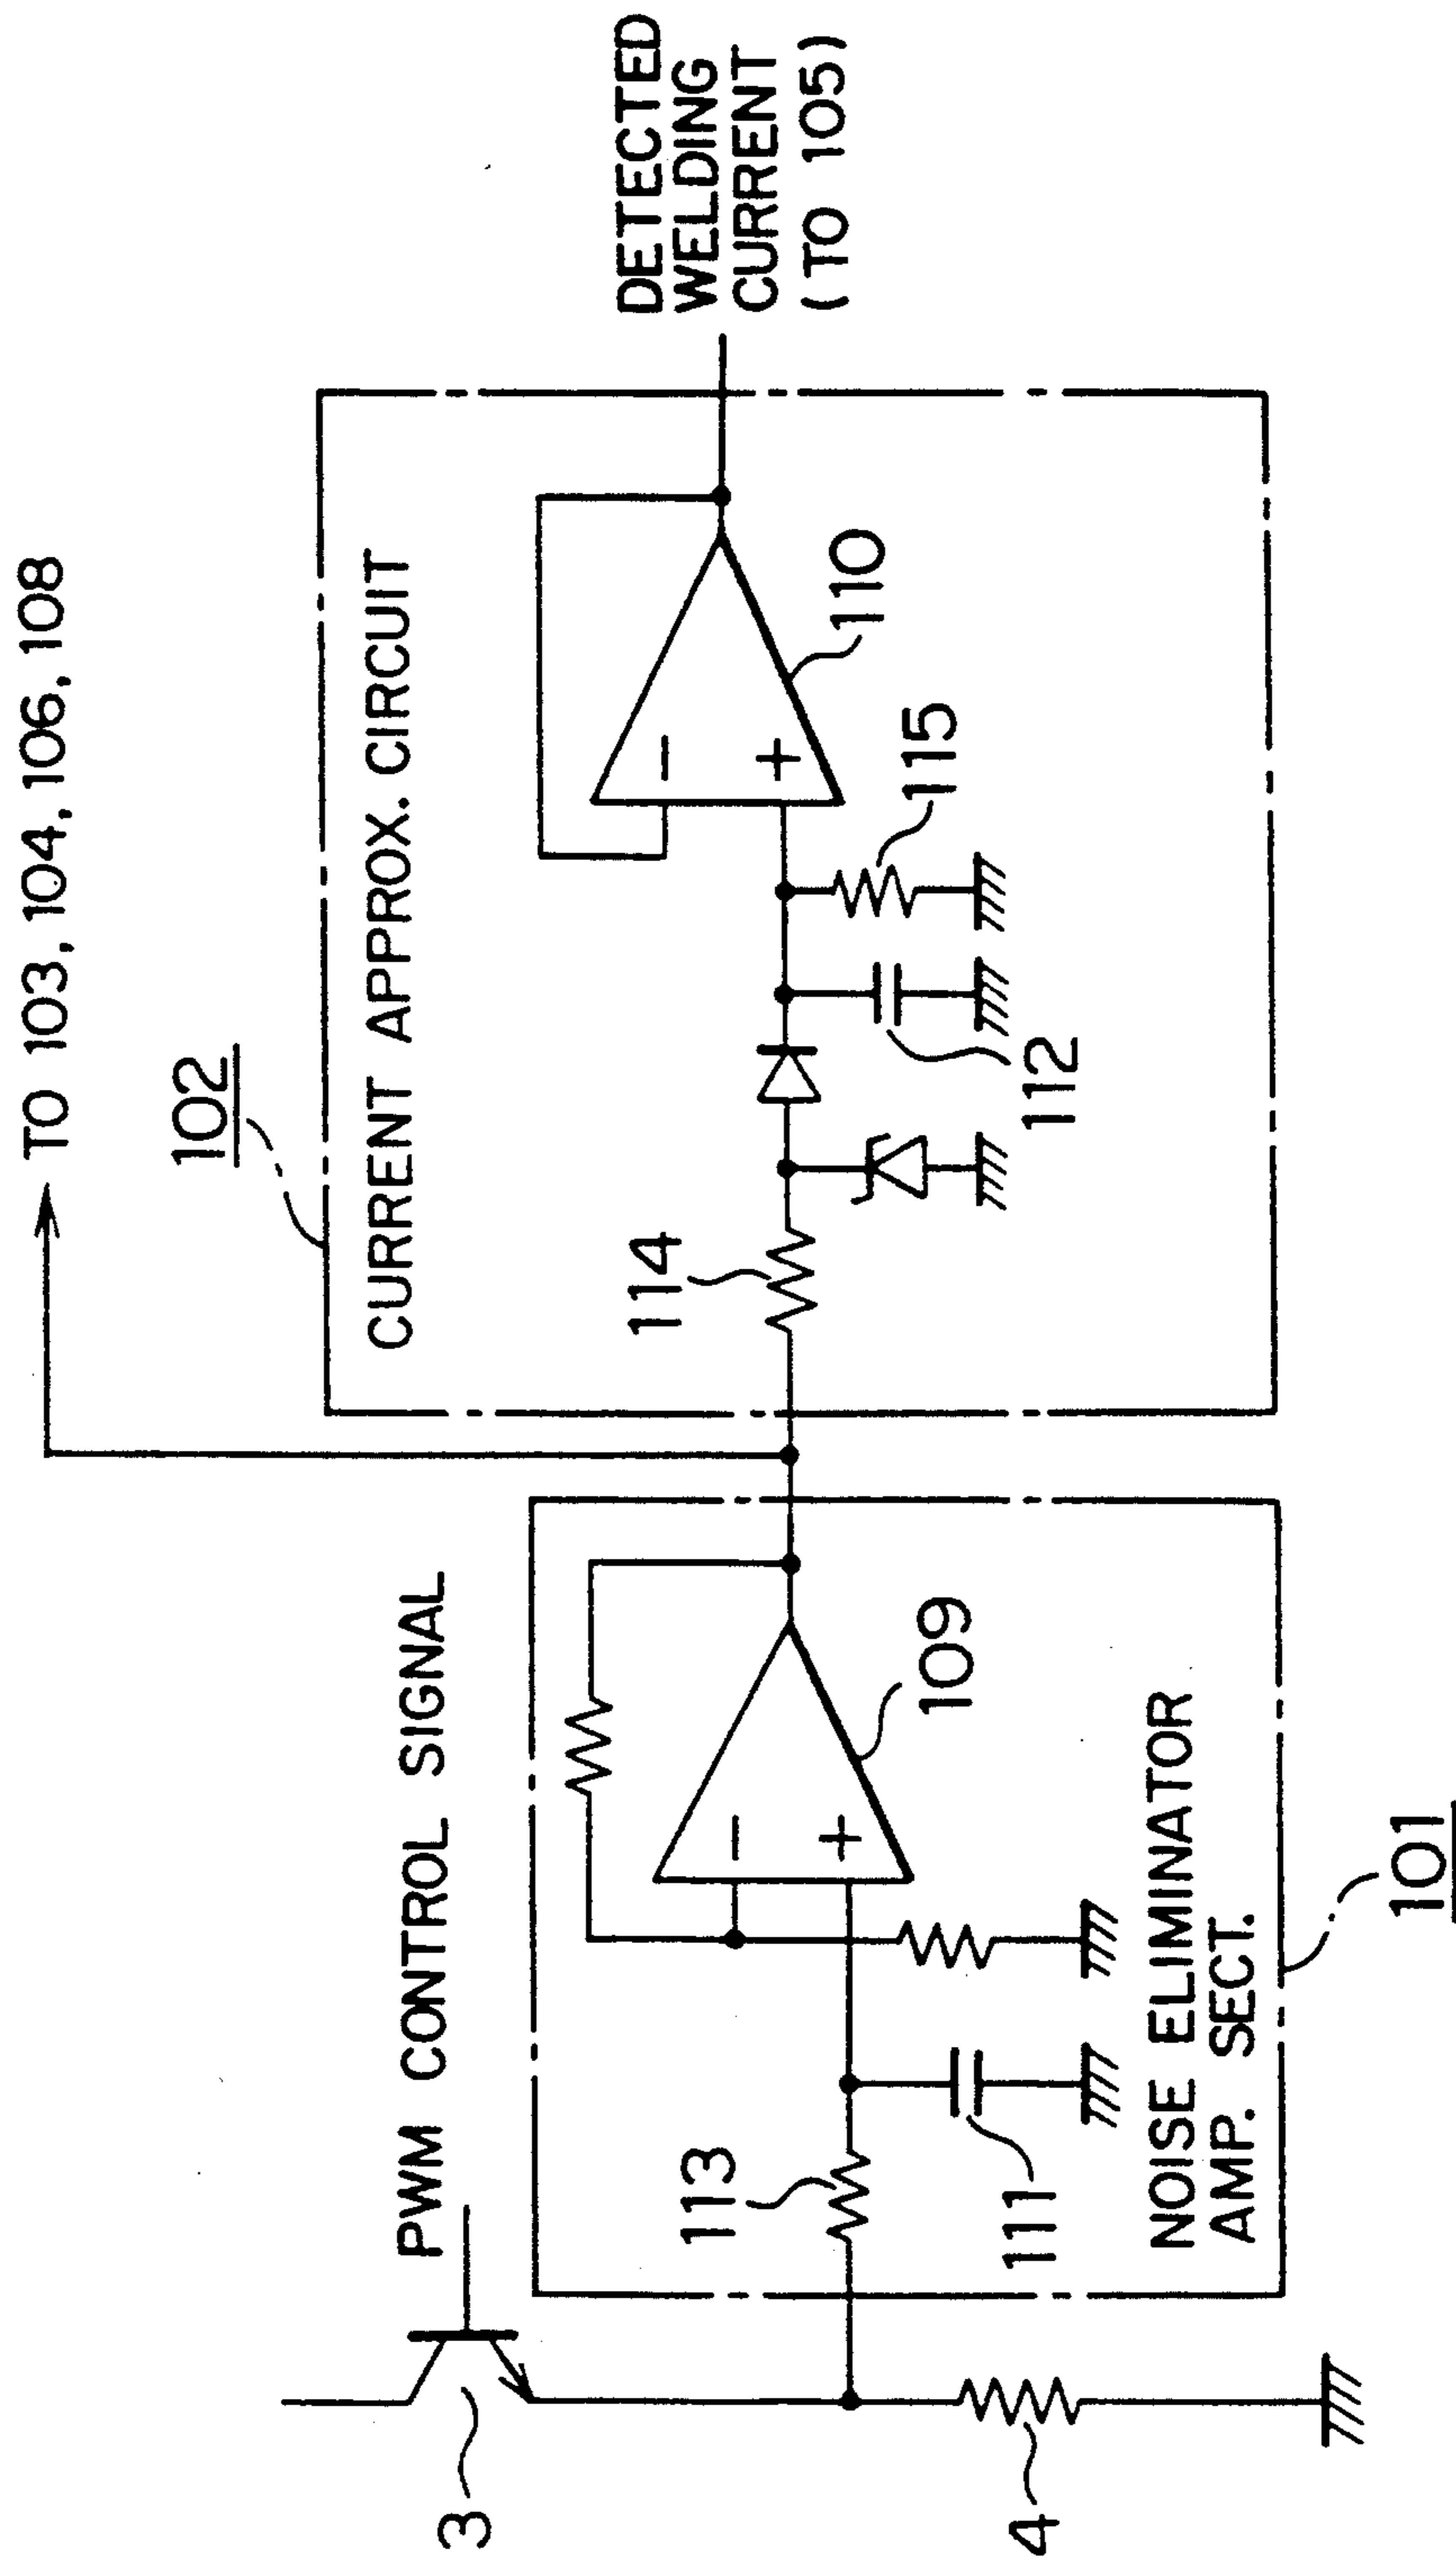 TO 103, 104, 106, 108
102
CURRENT APPROX. CIRCUIT
DETECTED
WELDING
CURRENT
(TO 105)
110
115
112
114
PWM CONTROL SIGNAL
109
113
111
NOISE ELIMINATOR
AMP. SECT.
101
3
4